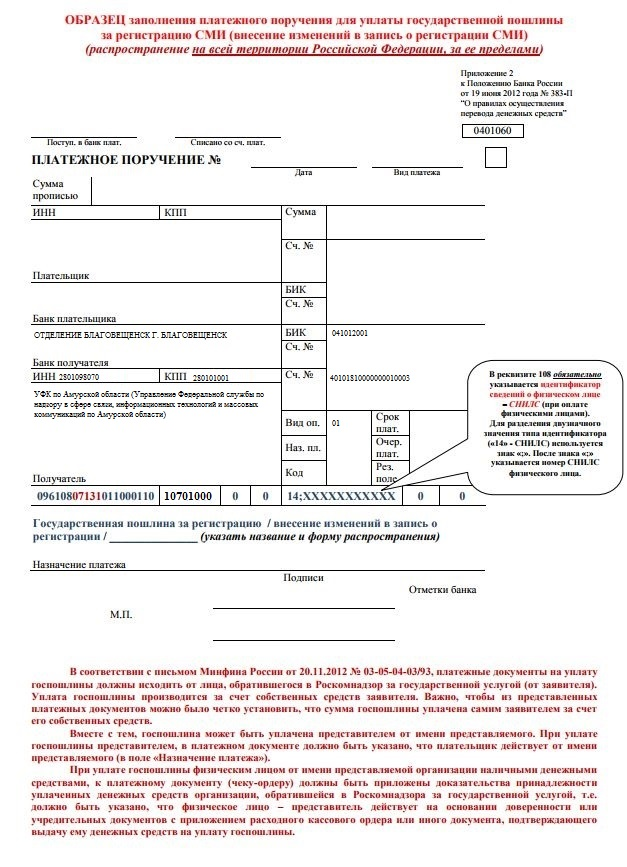 ОБРАЗЕЦ заполнения платежного поручения для уплаты государственной пошлины
за регистрацию СМИ (внесение изменений в запись о регистрации СМИ)
(распространение на всей территории Российской Федерации, за ее пределами)
Приложение 2
к Положению Банка России
от 19 июня 2012 года № 383-П
“О правилах осуществления
перевода денежных средств”
0401060
Поступ. в банк плат.
Списано со сч. плат.
ПЛАТЕЖНОЕ ПОРУЧЕНИЕ №
Дата
Вид платежа
Сумма
прописью
ИНН
КПП
Сумма
Сч. №
Плательщик
БИК
Сч. №
Банк плательщика
ОТДЕЛЕНИЕ БЛАГОВЕЩЕНСК Г. БЛАГОВЕЩЕНСК
БИК
041012001
Банк получателя
Сч. №
40101810000000010003
ИНН 2801098070
КПП 280101001
УФК по Амурской области (Управление Федеральной службы по
надзору в сфере связи, информационных технологий и массовых
коммуникаций по Амурской области)
Вид оп.
01
Срок
плат.
Наз. пл.
Очер.
плат.
Код
Рез.
поле
Получатель
В реквизите 108 обязательно
указывается идентификатор
сведений о физическом лице
– СНИЛС (при оплате
физическими лицами).
Для разделения двузначного
значения типа идентификатора
(«14» - СНИЛС) используется
знак «;». После знака «;»
указывается номер СНИЛС
физического лица.
09610807131011000110 10701000 0 0 14;XXXXXXXXXXX 0 0
Государственная пошлина за регистрацию / внесение изменений в запись о
регистрации / ________________ (указать название и форму распространения)
Назначение платежа
Подписи
Отметки банка
М.П.
В соответствии с письмом Минфина России от 20.11.2012 № 03-05-04-03/93, платежные документы на уплату
госпошлины должны исходить от лица, обратившегося в Роскомнадзор за государственной услугой (от заявителя).
Уплата госпошлины производится за счет собственных средств заявителя. Важно, чтобы из представленных
платежных документов можно было четко установить, что сумма госпошлины уплачена самим заявителем за счет
его собственных средств.
Вместе с тем, госпошлина может быть уплачена представителем от имени представляемого. При уплате
госпошлины представителем, в платежном документе должно быть указано, что плательщик действует от имени
представляемого (в поле «Назначение платежа»).
При уплате госпошлины физическим лицом от имени представляемой организации наличными денежными
средствами, к платежному документу (чеку-ордеру) должны быть приложены доказательства принадлежности
уплаченных денежных средств организации, обратившейся в Роскомнадзор за государственной услугой, т.е.
должно быть указано, что физическое лицо – представитель действует на основании доверенности или
учредительных документов с приложением расходного кассового ордера или иного документа, подтверждающего
выдачу ему денежных средств на уплату госпошлины.